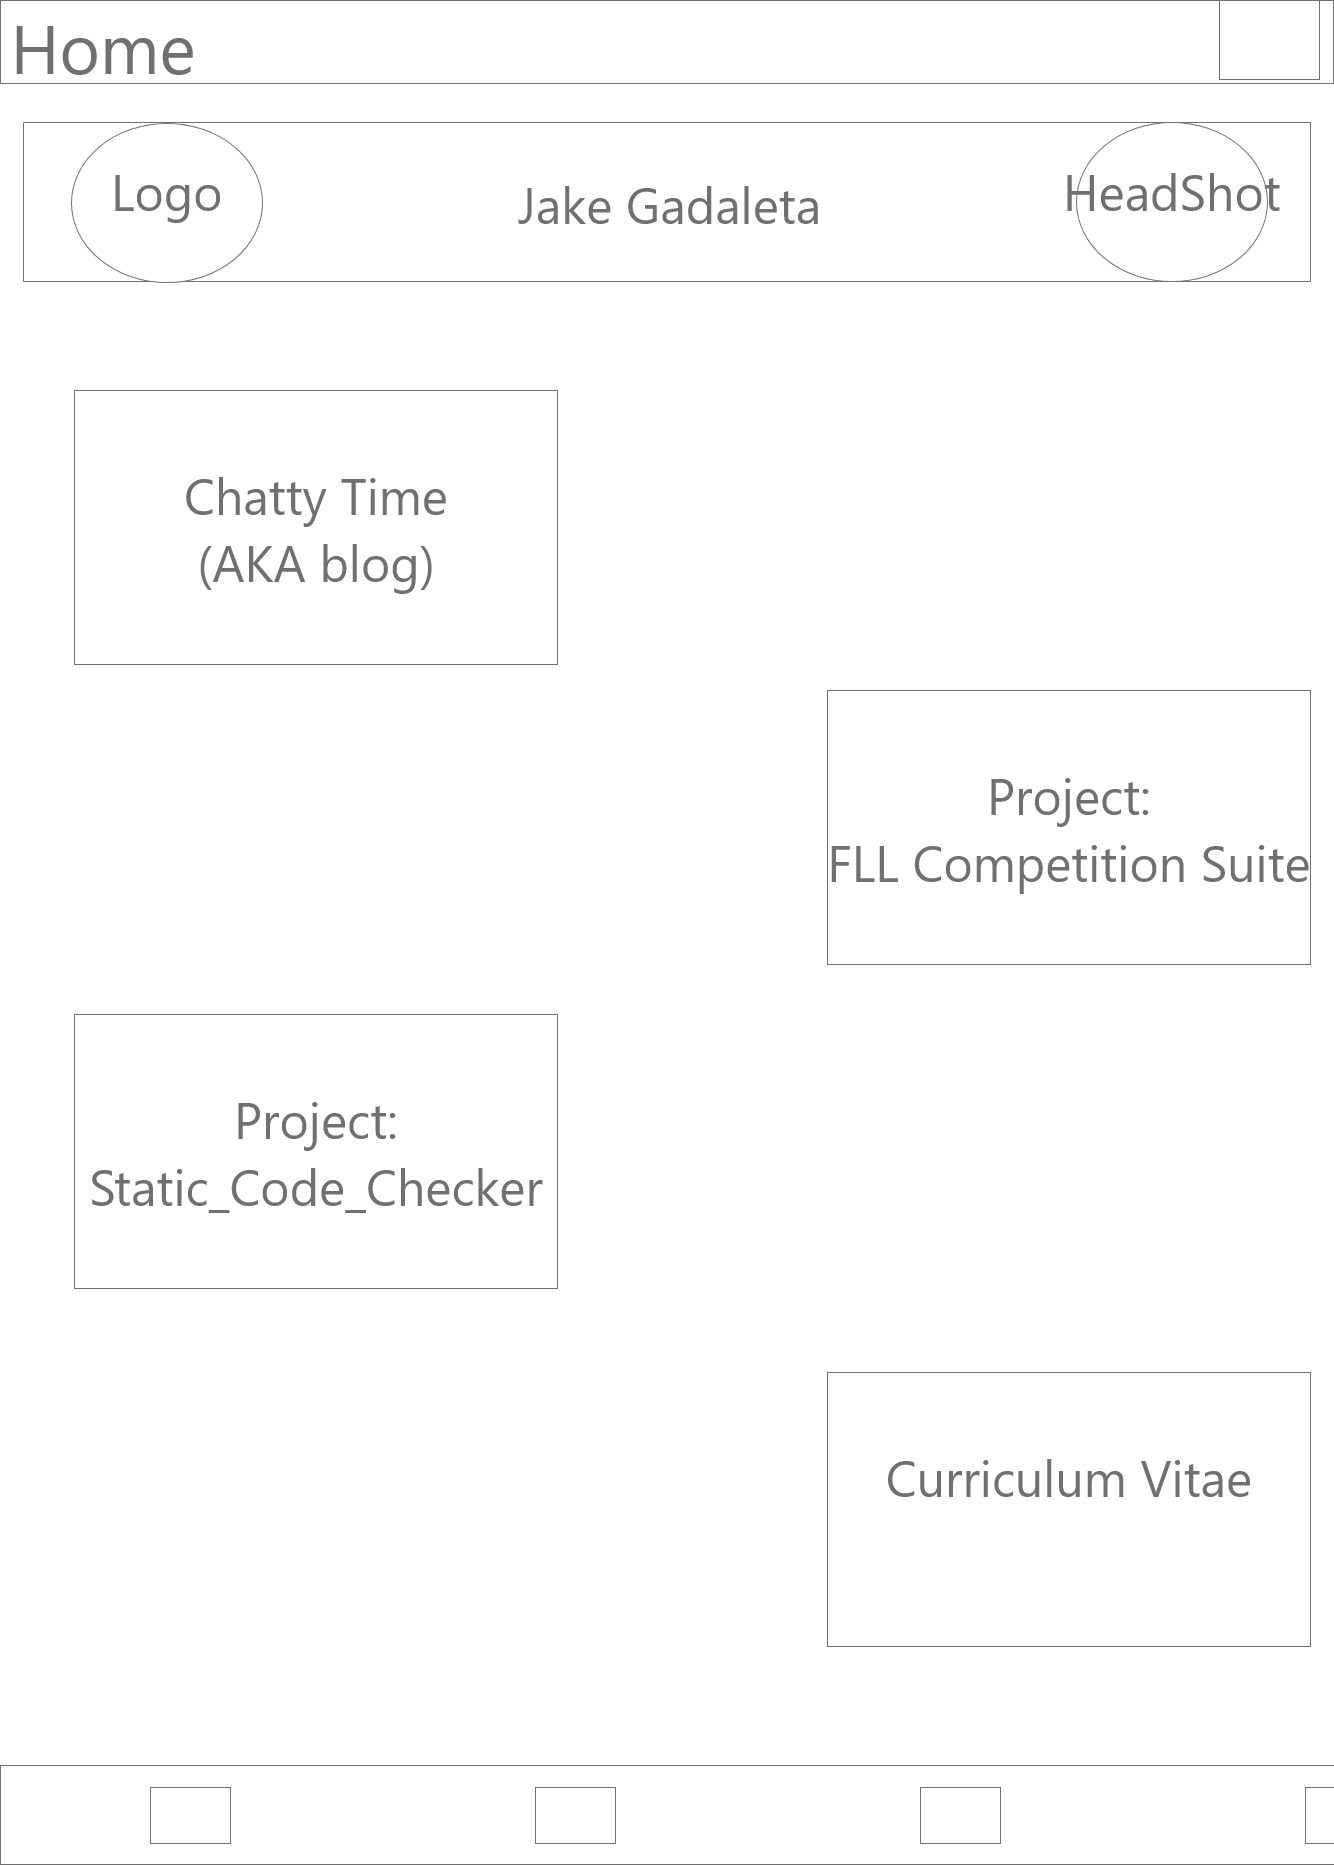 Home
Logo
Jake Gadaleta
HeadShot
Chatty Time
(AKA blog)
Project:
FLL Competition Suite
Project:
Static_Code_Checker
Curriculum Vitae